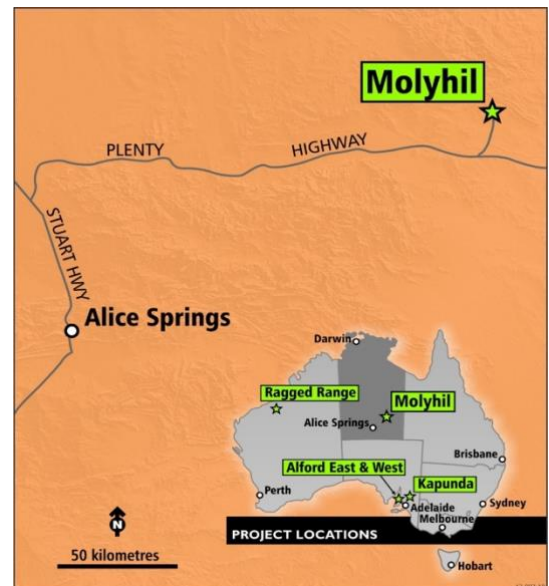 Molyhil
PLENTY
HIGHWAY
STUART HWY
Alice Springs
Darwin
Ragged Range
Molyhil
Alice Springs
Alford East & West
Brisbane
Kapunda
Perth
Adelaide
Sydney
Melbourne
N
PROJECT LOCATIONS
50 kilometres
Hobart